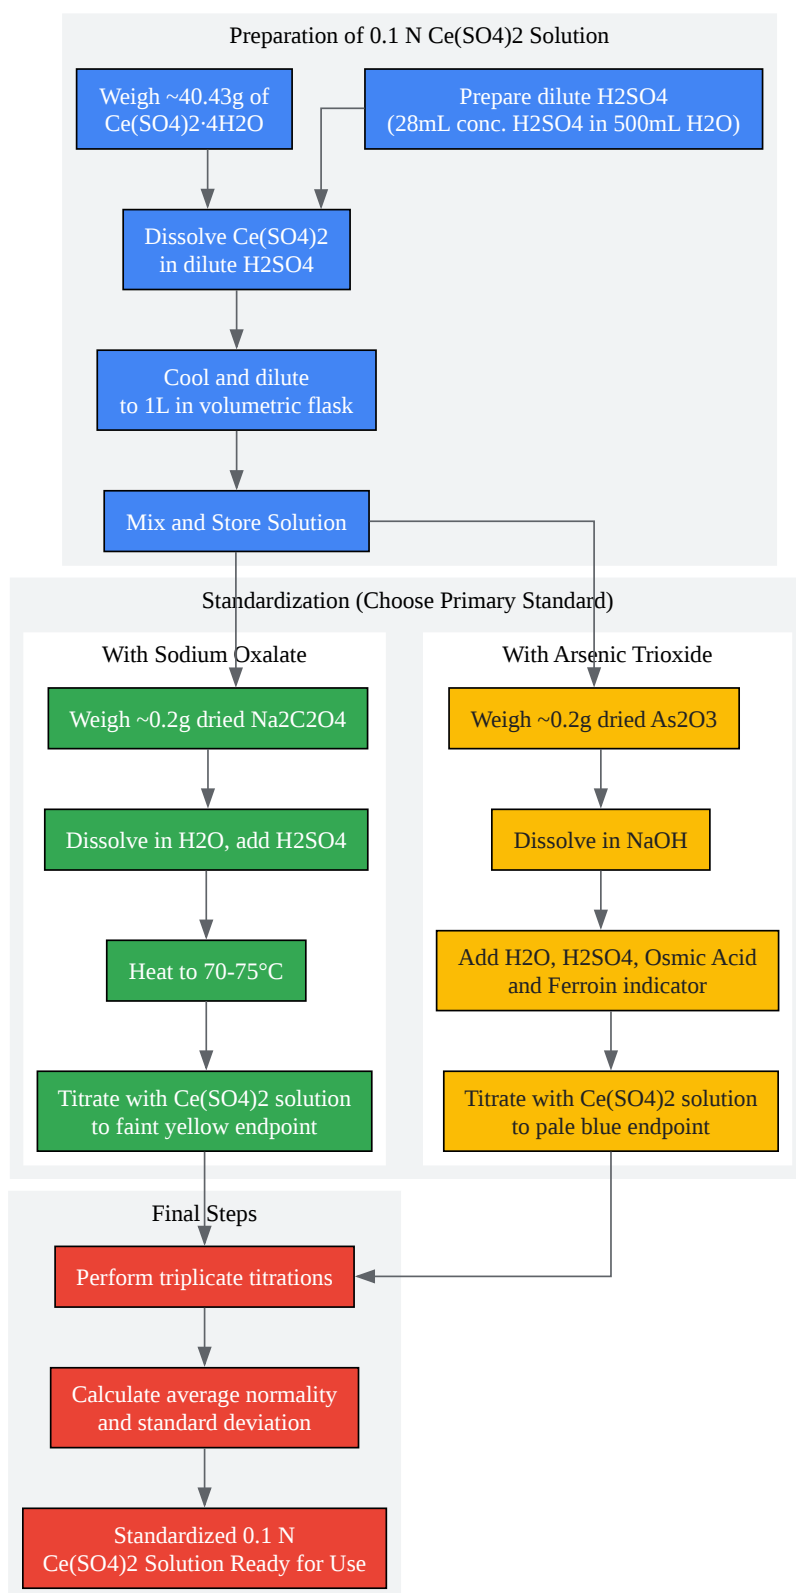 Preparation of 0.1 N Ce(SO4)2 Solution
Weigh ~40.43g of
Ce(SO4)2·4H2O
Prepare dilute H2SO4
(28mL conc. H2SO4 in 500mL H2O)
Dissolve Ce(SO4)2
in dilute H2SO4
Cool and dilute
to 1L in volumetric flask
Mix and Store Solution
Standardization (Choose Primary Standard)
With Sodium Oxalate
Weigh ~0.2g dried Na2C2O4
Dissolve in H2O, add H2SO4
Heat to 70-75°C
Titrate with Ce(SO4)2 solution
to faint yellow endpoint
With Arsenic Trioxide
Weigh ~0.2g dried As2O3
Dissolve in NaOH
Add H2O, H2SO4, Osmic Acid
and Ferroin indicator
Titrate with Ce(SO4)2 solution
to pale blue endpoint
Final Steps
Perform triplicate titrations
Calculate average normality
and standard deviation
Standardized 0.1 N
Ce(SO4)2 Solution Ready for Use